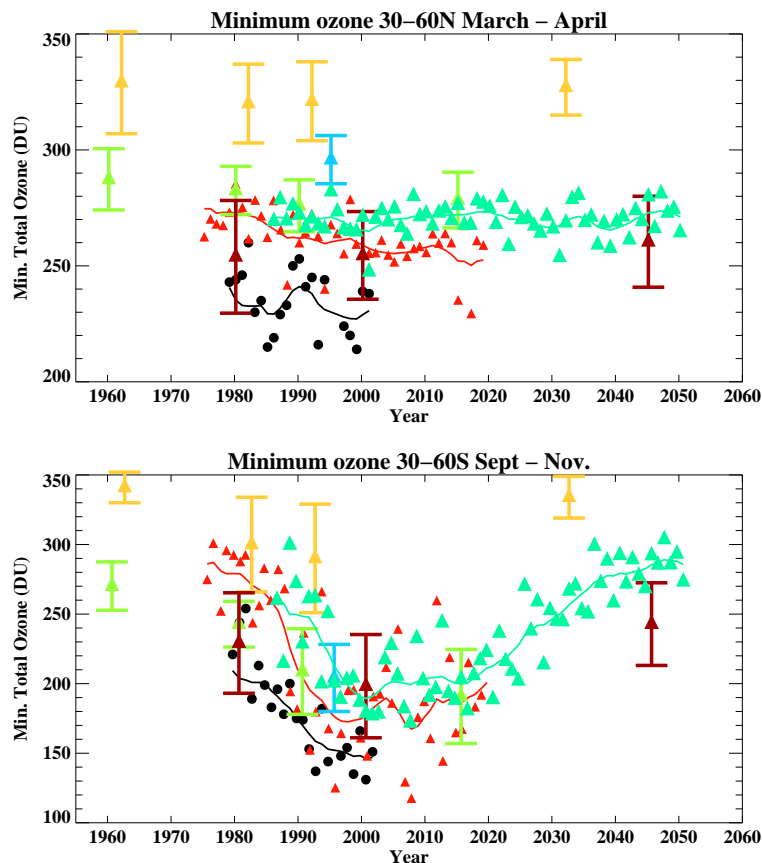 Minimum ozone 30−60N March − April
350
300
250
200
Min. Total Ozone (DU)
1960 1970 1980 1990 2000 2010 2020 2030 2040 2050 2060
Year
Minimum ozone 30−60S Sept − Nov.
350
300
250
200
150
100
Min. Total Ozone (DU)
1960 1970 1980 1990 2000 2010 2020 2030 2040 2050 2060
Year